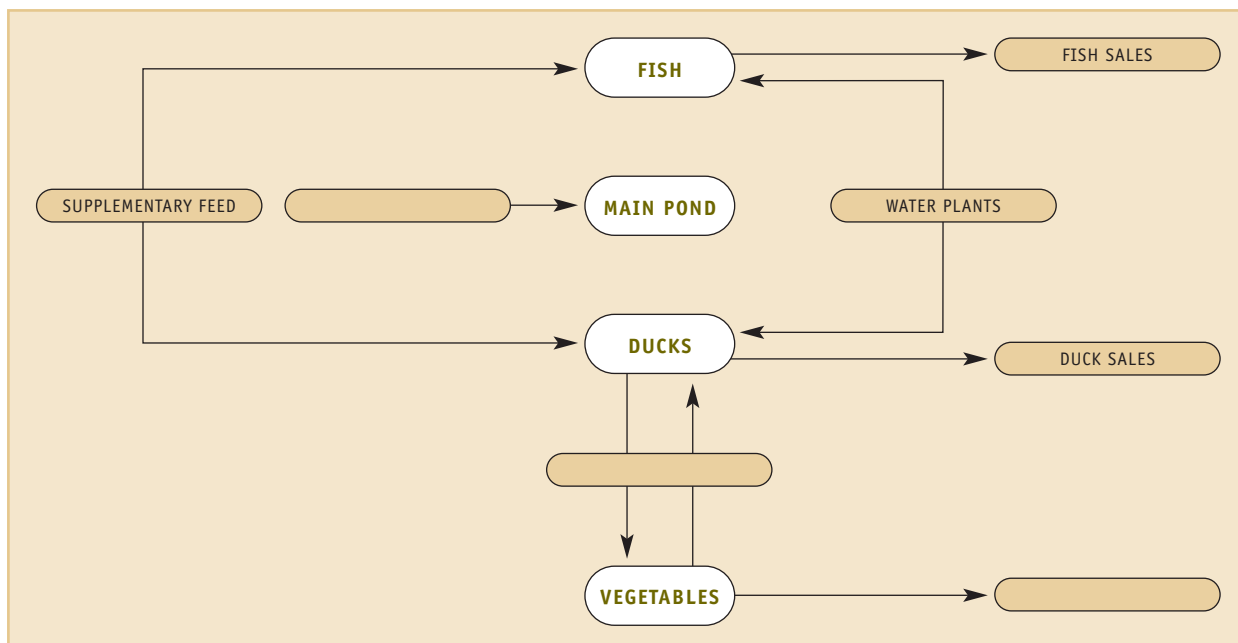 FISH
FISH SALES
SUPPLEMENTARY FEED
MAIN POND
WATER PLANTS
DUCKS
DUCK SALES
VEGETABLES